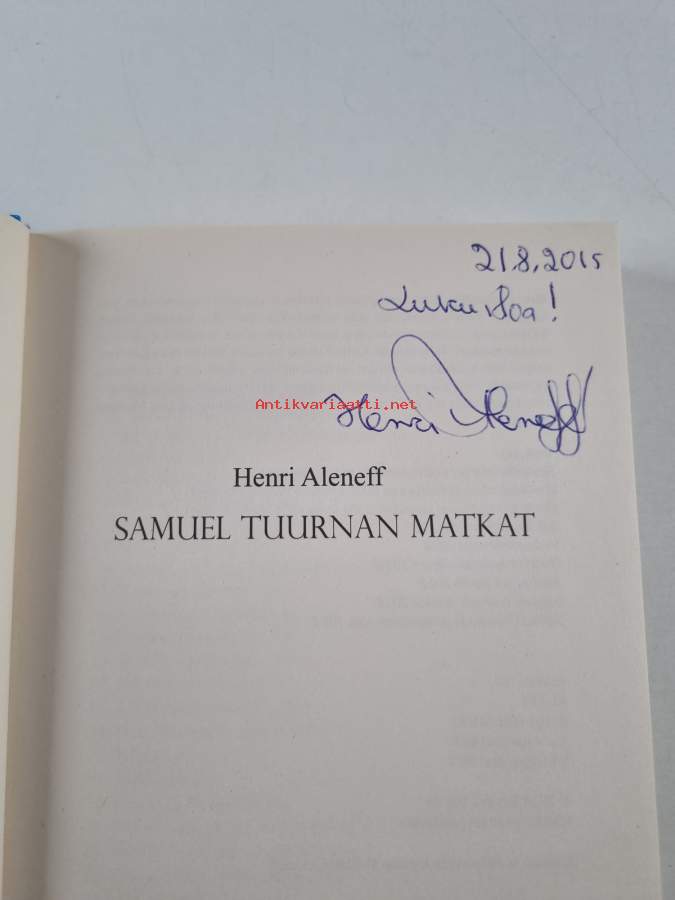 21.8.2015
Lukuiloa!
Henri Aleneff
Antikvariaatti.net
Henri Aleneff
SAMUEL TUURNAN MATKAT